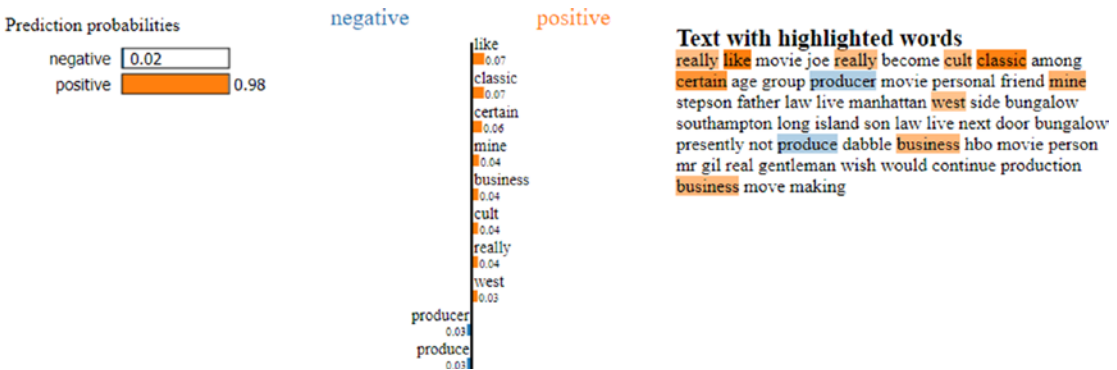 Prediction probabilities
negative 0.02
positive 0.98
negative positive
like
0.07
classic
0.07
certain
0.06
mine
0.04
business
0.04
cult
0.04
really
0.04
west
0.03
producer
0.03
produce
0.03
Text with highlighted words
really like movie joe really become cult classic among
certain age group producer movie personal friend mine
stepson father law live manhattan west side bungalow
southampton long island son law live next door bungalow
presently not produce dabble business hbo movie person
mr gil real gentleman wish would continue production
business move making